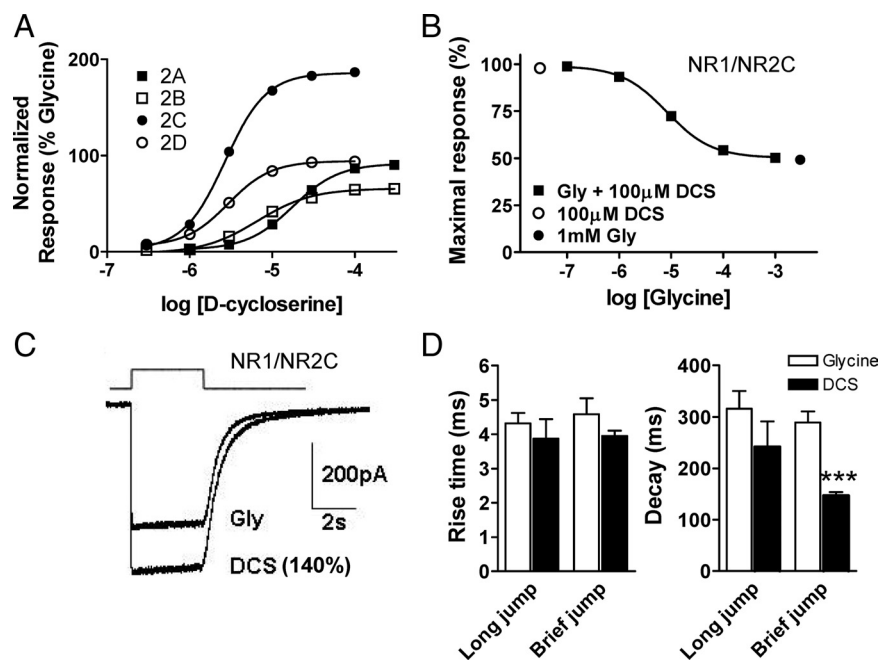 A
Normalized
Response (% Glycine)
200
100
0
2A
2B
2C
2D
-7 -6 -5 -4
log [D-cycloserine]
B
Maximal response (%)
100
75
50
25
0
NR1/NR2C
Gly + 100μM DCS
100μM DCS
1mM Gly
-7 -6 -5 -4 -3
log [Glycine]
C
NR1/NR2C
200pA
2s
Gly
DCS (140%)
D
Rise time (ms)
6
5
4
3
2
1
0
Long jump
Brief jump
Decay (ms)
400
300
200
100
0
Glycine
DCS
***
Long jump
Brief jump